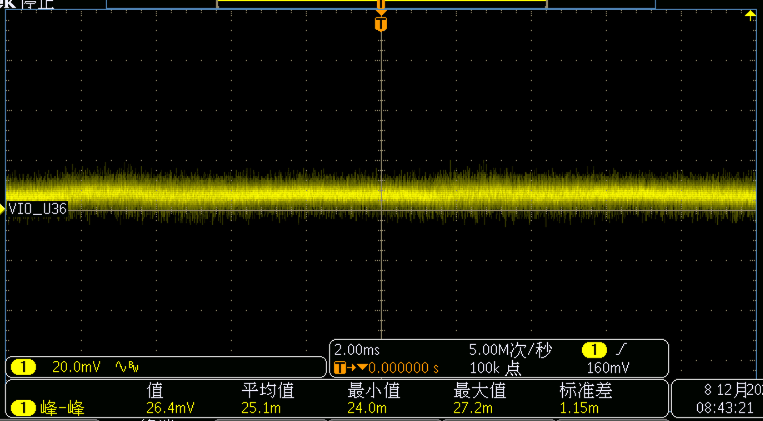 ek 停止
T
T
VIO_U36
1 20.0mV
2.00ms 5.00M次/秒 1
T 0.000000 s 100k 点 160mV
值 平均值 最小值 最大值 标准差
1 峰-峰 26.4mV 25.1m 24.0m 27.2m 1.15m
8 12月
08:43:21